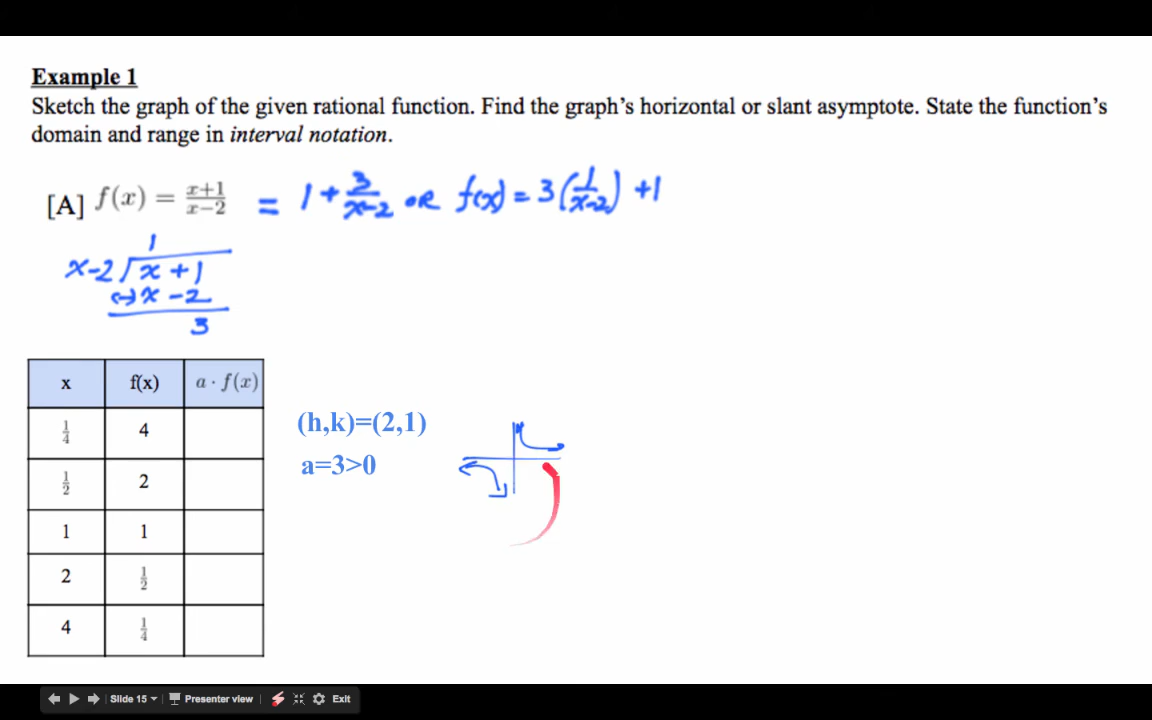 Example 1
Sketch the graph of the given rational function. Find the graph's horizontal or slant asymptote. State the function's
domain and range in interval notation.
[A] f(x) = x+1/x−2 = 1 + 3/x-2 OR f(x) = 3(1/x-2) + 1
1
x-2 √x + 1
(-) x - 2
3
x f(x) a · f(x)
1/4 4
1/2 2
1 1
2 1/2
4 1/4
(h,k)=(2,1)
a=3>0
Slide 15 Presenter view Exit